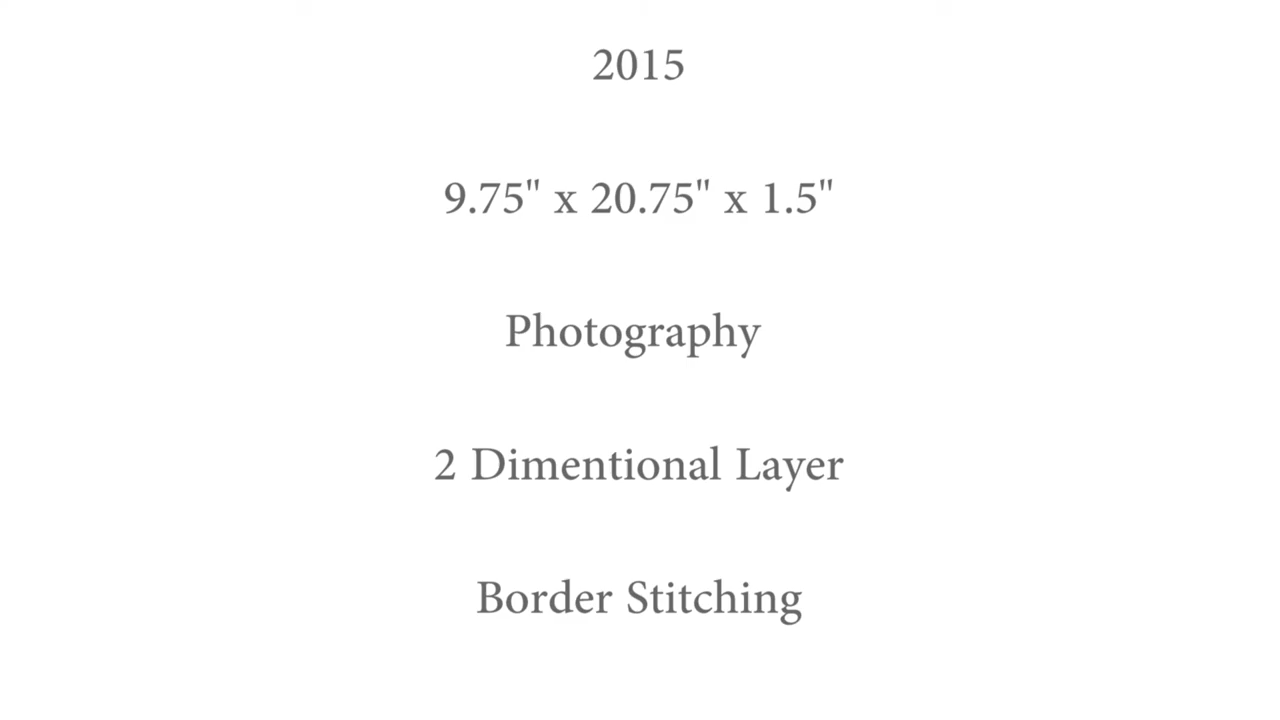 2015
9.75" x 20.75" x 1.5"
Photography
2 Dimentional Layer
Border Stitching